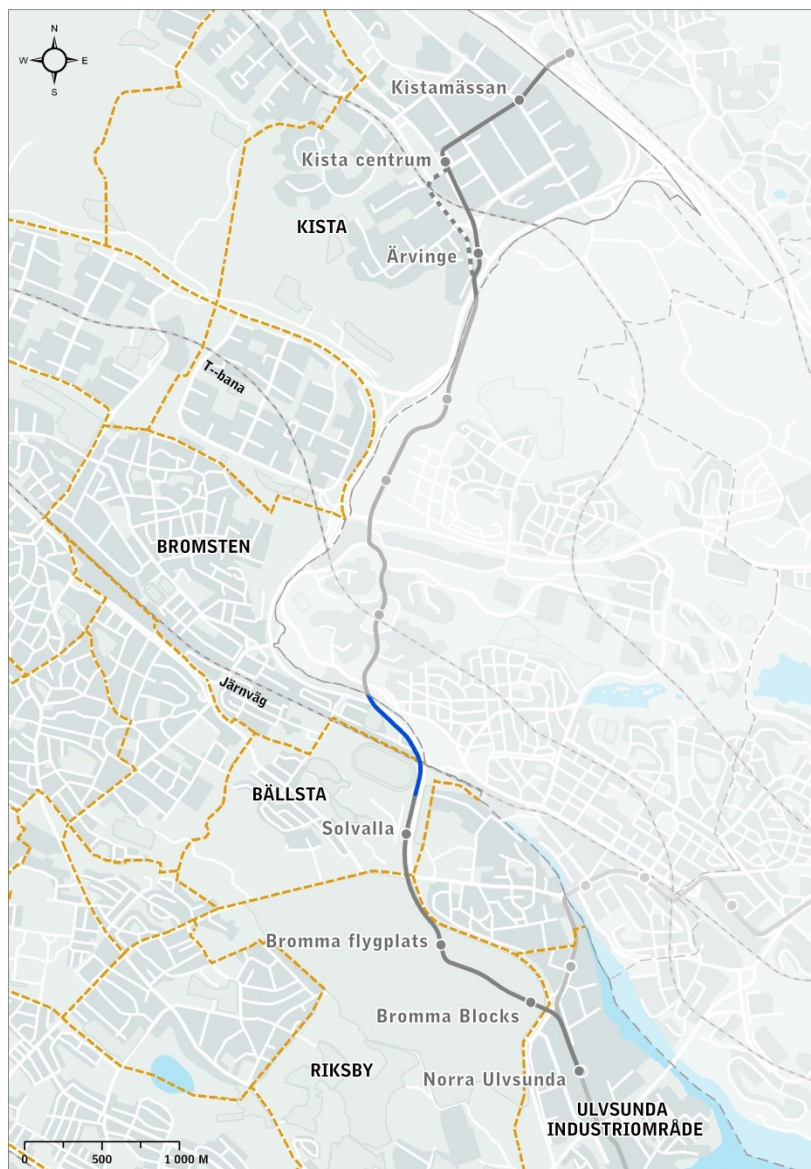 N
W E
S
Kistamässan
Kista centrum
KISTA
Ärvinge
T--bana
BROMSTEN
Järnväg
BÄLLSTA
Solvalla
Bromma flygplats
Bromma Blocks
RIKSBY
Norra Ulvsunda
ULVSUNDA
INDUSTRIOMRÅDE
0 500 1 000 M